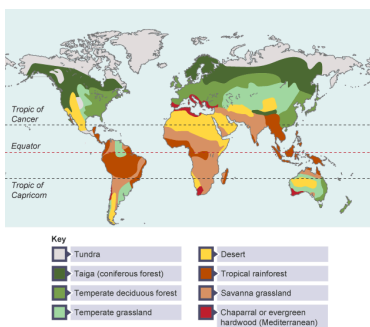 Tropic of
Cancer
Equator
Tropic of
Capricorn
Key
Tundra
Taiga (coniferous forest)
Temperate deciduous forest
Temperate grassland
Desert
Tropical rainforest
Savanna grassland
Chaparral or evergreen
hardwood (Mediterranean)